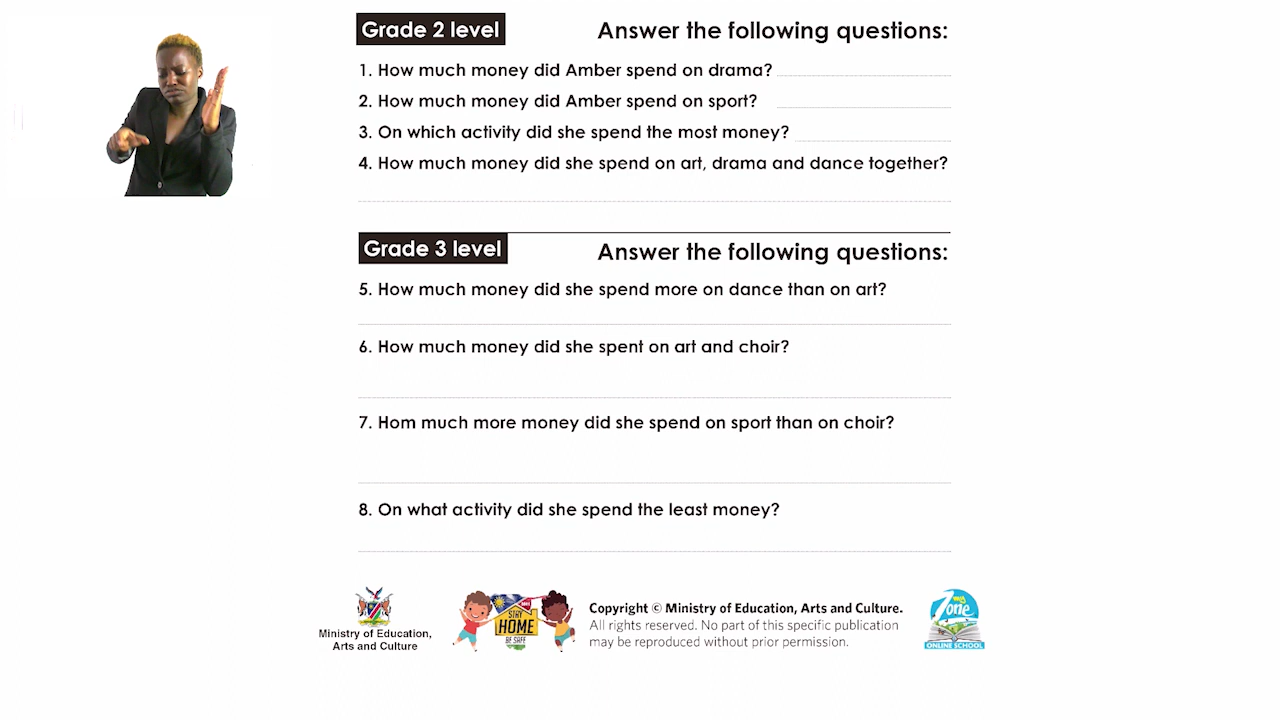 Grade 2 level
Answer the following questions:
1. How much money did Amber spend on drama?
2. How much money did Amber spend on sport?
3. On which activity did she spend the most money?
4. How much money did she spend on art, drama and dance together?
Grade 3 level
Answer the following questions:
5. How much money did she spend more on dance than on art?
6. How much money did she spent on art and choir?
7. Hom much more money did she spend on sport than on choir?
8. On what activity did she spend the least money?
Ministry of Education,
Arts and Culture
STAY
HOME
BE SAFE
Copyright © Ministry of Education, Arts and Culture.
All rights reserved. No part of this specific publication
may be reproduced without prior permission.
my
Zone
ONLINE SCHOOL